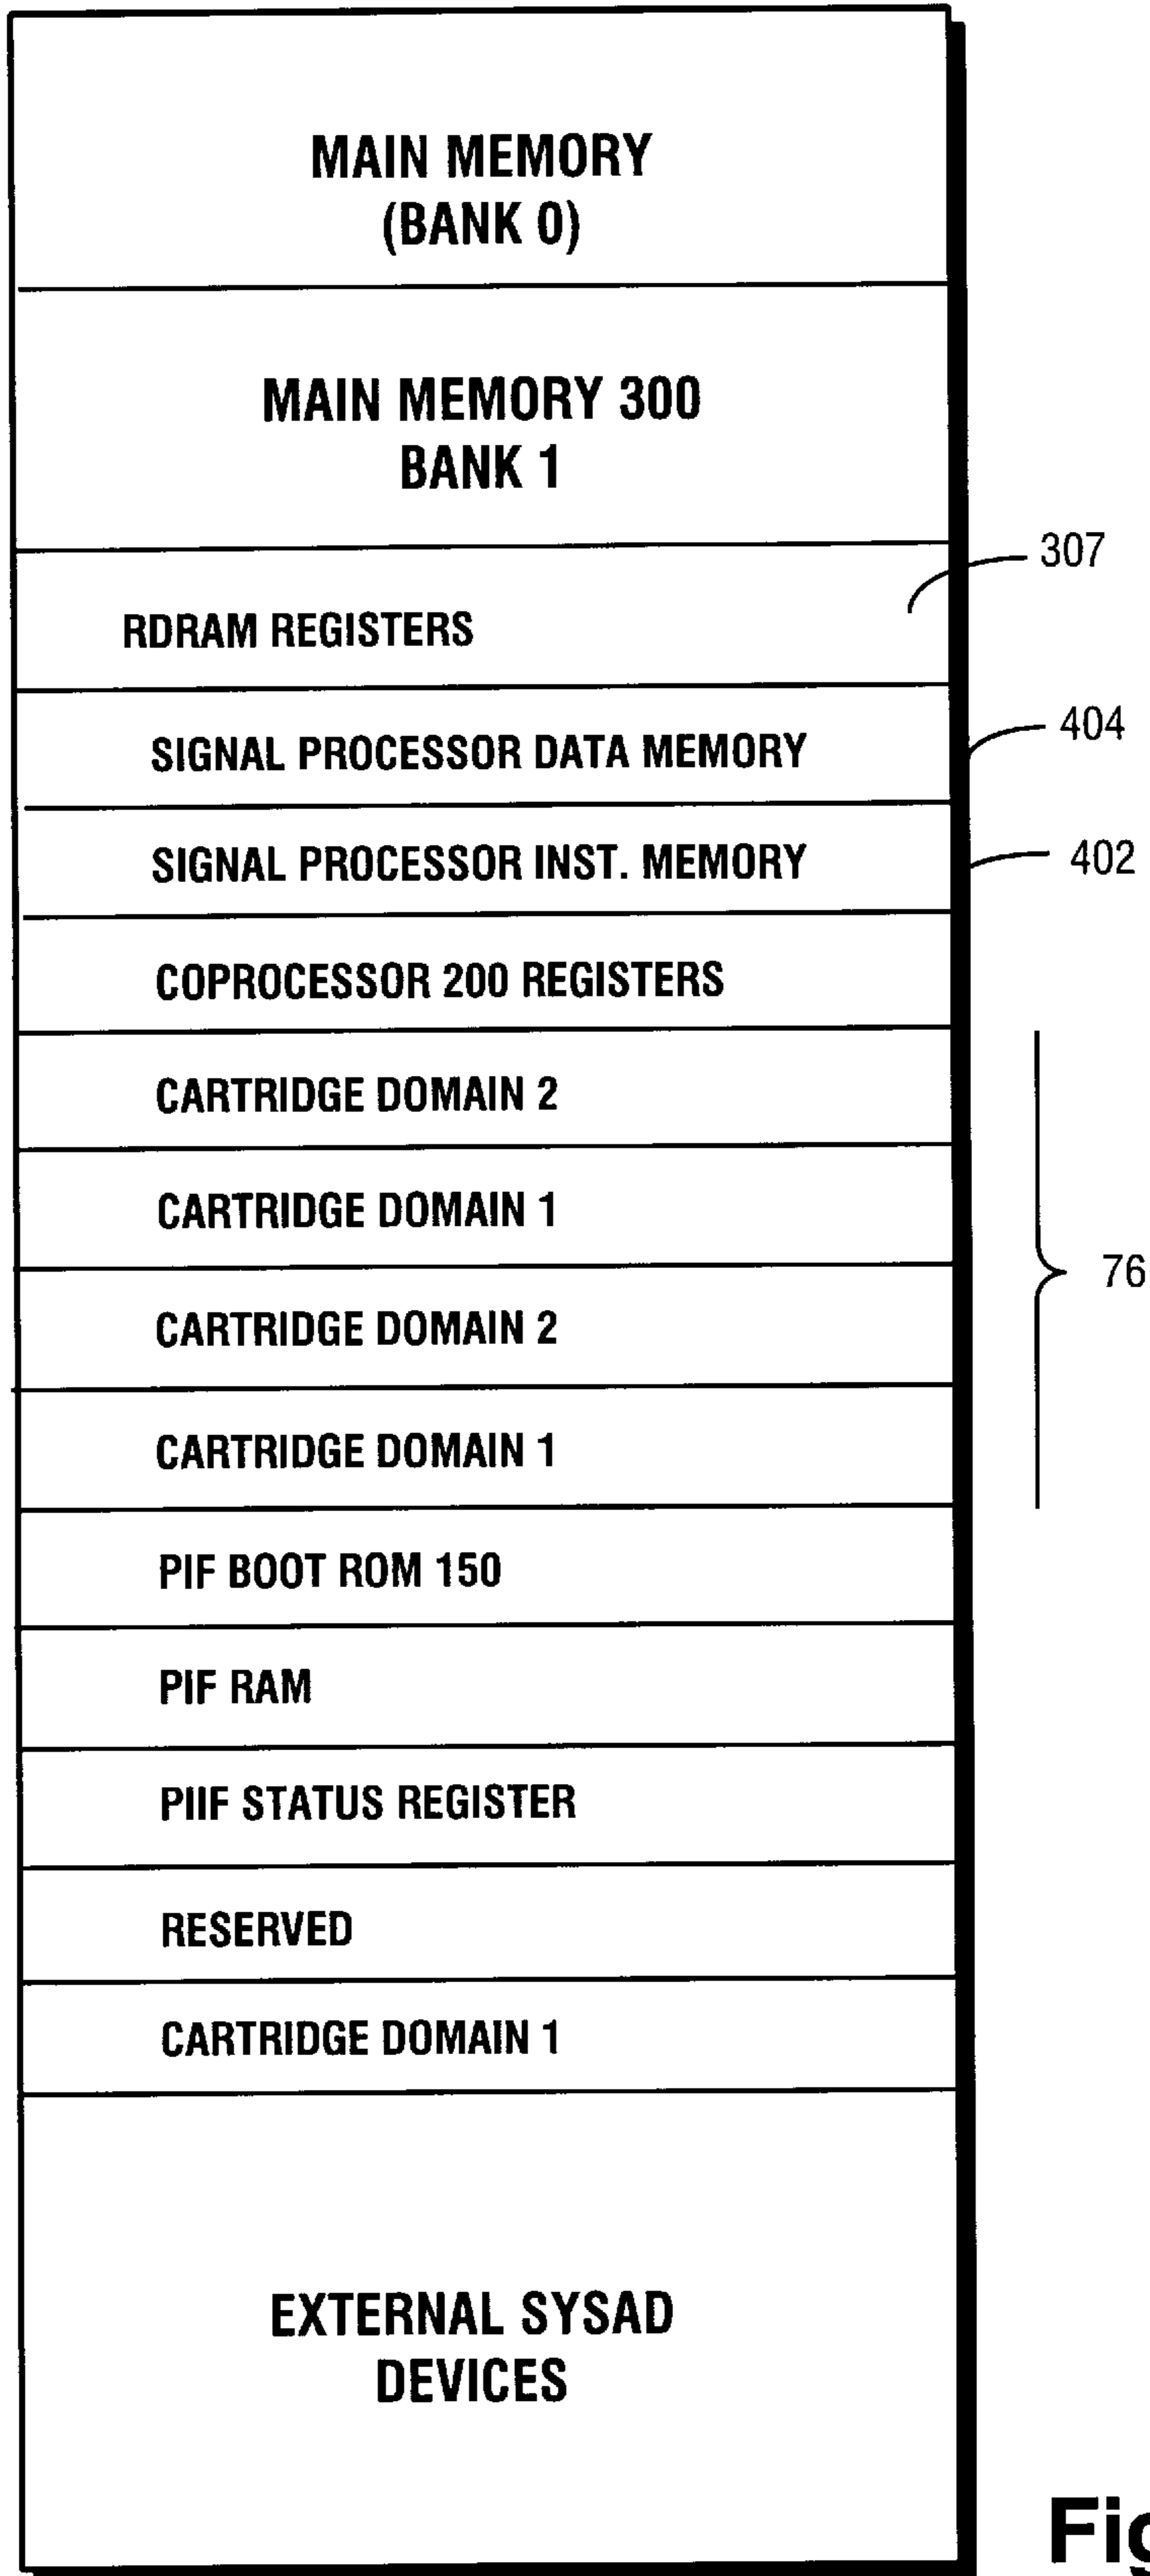 MAIN MEMORY
(BANK 0)
MAIN MEMORY 300
BANK 1
307
RDRAM REGISTERS
404
SIGNAL PROCESSOR DATA MEMORY
402
SIGNAL PROCESSOR INST. MEMORY
COPROCESSOR 200 REGISTERS
CARTRIDGE DOMAIN 2
CARTRIDGE DOMAIN 1
76
CARTRIDGE DOMAIN 2
CARTRIDGE DOMAIN 1
PIF BOOT ROM 150
PIF RAM
PIIF STATUS REGISTER
RESERVED
CARTRIDGE DOMAIN 1
EXTERNAL SYSAD
DEVICES